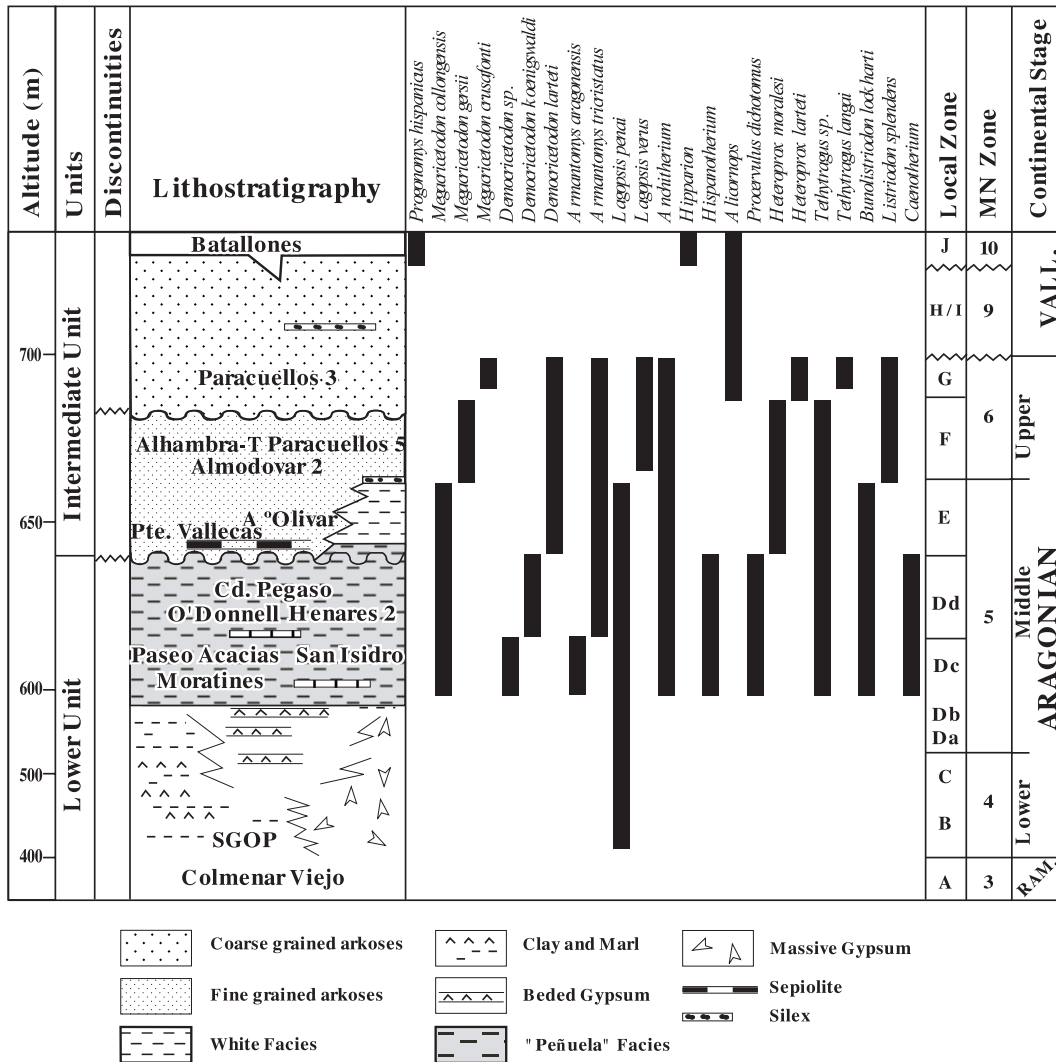 Altitude (m)
Units
Discontinuities
Lithostratigraphy
Progonomys hispanicus
Megacricetodon collongensis
Megacricetodon gersii
Megacricetodon crusafonti
Democricetodon sp.
Democricetodon koenigswaldi
Democricetodon larteti
Armantomys aragonensis
Armantomys tricristatus
Lagopsis penai
Lagopsis verus
Anchitherium
Hipparion
Hispanotherium
Alicornops
Procervulus dichotomus
Heteroprox moralesi
Heteroprox larteti
Tethytragus sp.
Tethytragus langai
Bunolistriodon lockharti
Listriodon splendens
Caenotherium
Local Zone
MN Zone
Continental Stage
Batallones
J
10
VALL.
H/I
9
700
Intermediate Unit
Paracuellos 3
G
6
Upper
Alhambra-T Paracuellos 5
Almodovar 2
F
650
A ºOlivar
Pte. Vallecas
E
Cd. Pegaso
O'Donnell Henares 2
Dd
5
Middle
ARAGONIAN
Paseo Acacias San Isidro
Moratines
Dc
600
Lower Unit
Db
Da
500
C
4
Lower
B
SGOP
400
Colmenar Viejo
A
3
RAM.
Coarse grained arkoses
Clay and Marl
Massive Gypsum
Fine grained arkoses
Beded Gypsum
Sepiolite
Silex
White Facies
"Peñuela" Facies